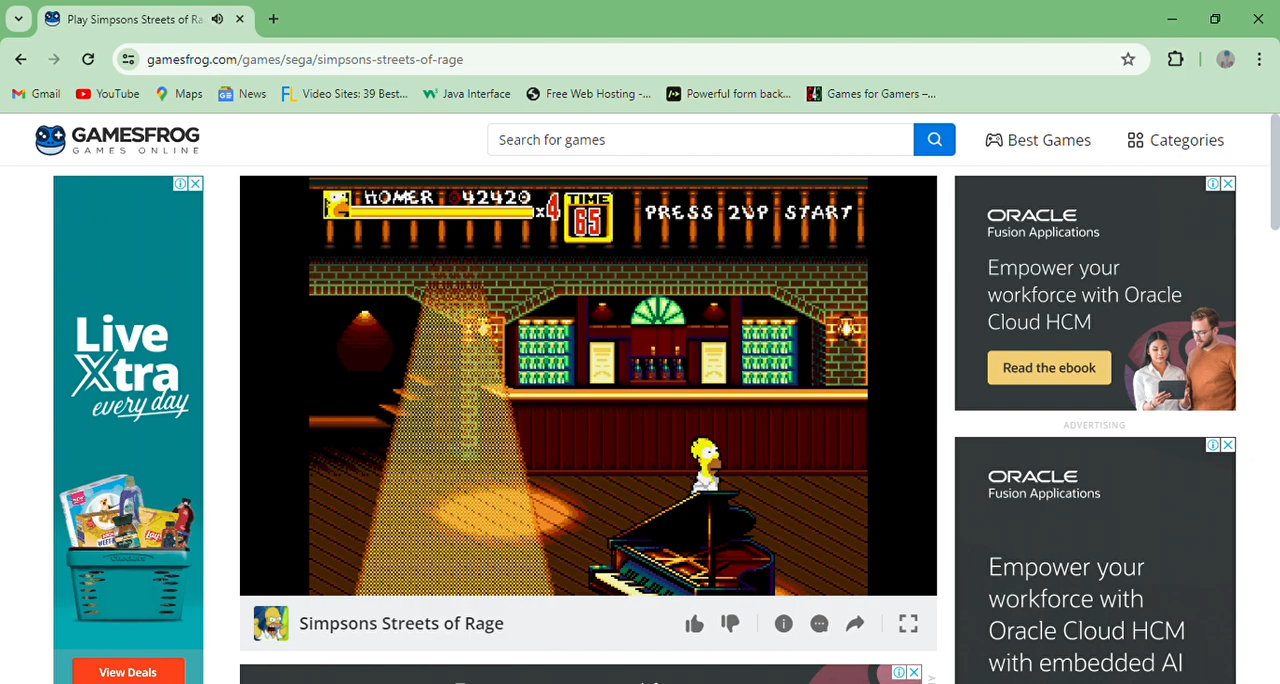 Play Simpsons Streets of Ra
gamesfrog.com/games/sega/simpsons-streets-of-rage
Gmail
YouTube
Maps
News
Video Sites: 39 Best...
Java Interface
Free Web Hosting -...
Powerful form back...
Games for Gamers –...
GAMESFROG
GAMES ONLINE
Search for games
Best Games
Categories
Live
Xtra
every day
View Deals
HOMER 042420
x4
TIME
65
PRESS 2UP START
Simpsons Streets of Rage
ORACLE
Fusion Applications
Empower your
workforce with Oracle
Cloud HCM
Read the ebook
ADVERTISING
ORACLE
Fusion Applications
Empower your
workforce with
Oracle Cloud HCM
with embedded AI